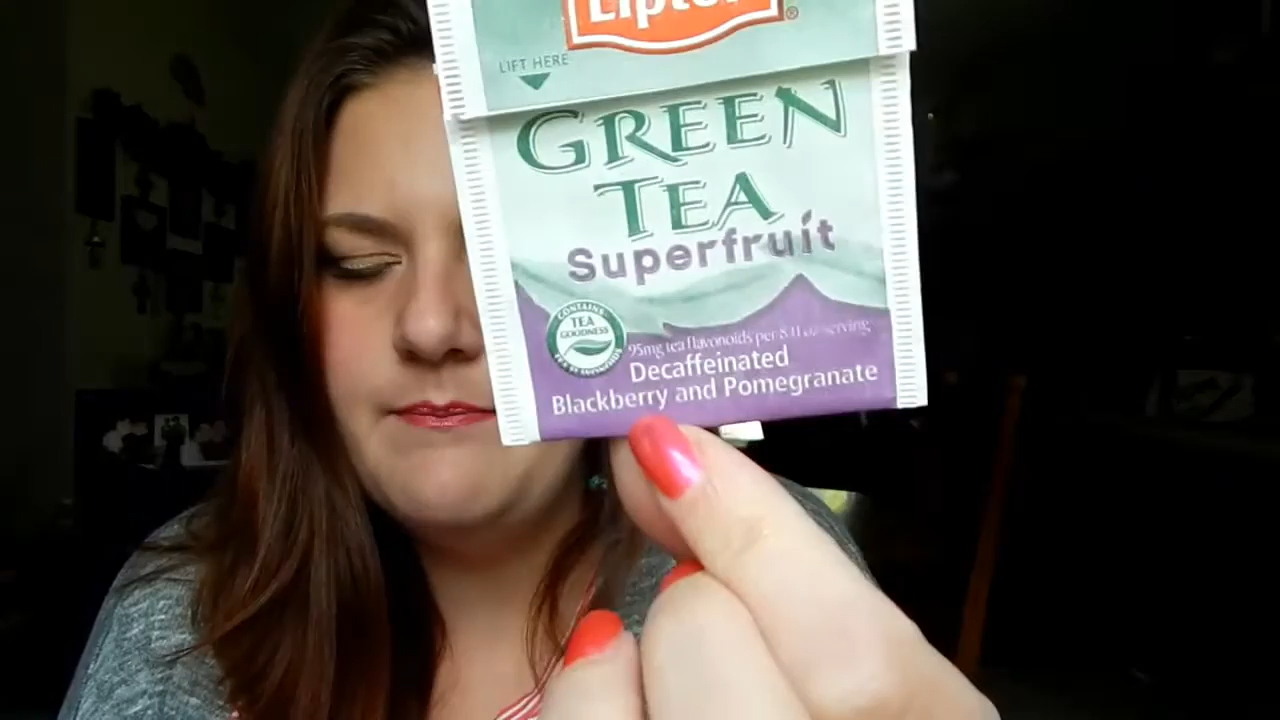 Lipton
®
LIFT HERE
GREEN
TEA
Superfruit
CONTAINS
TEA
GOODNESS
95mg tea flavonoids per 8 fl oz serving
Decaffeinated
Blackberry and Pomegranate